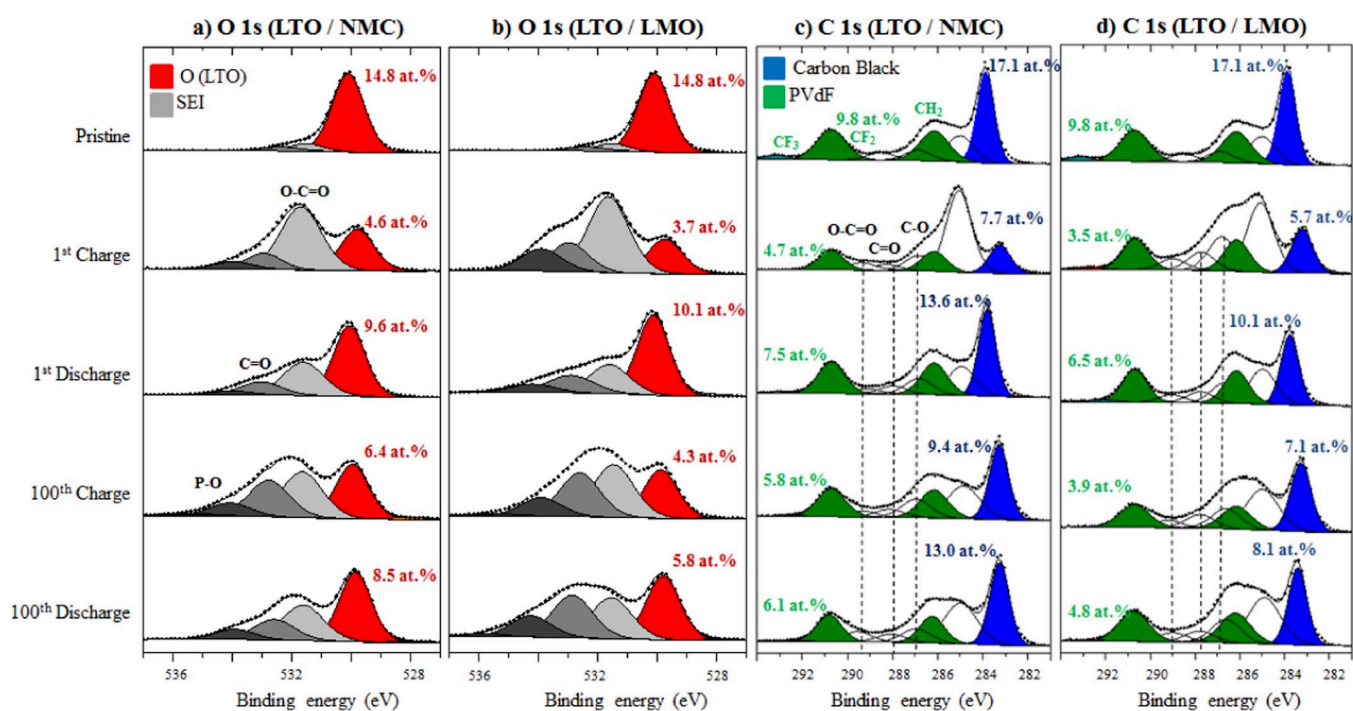 a) O 1s (LTO / NMC)
b) O 1s (LTO / LMO)
c) C 1s (LTO / NMC)
d) C 1s (LTO / LMO)
O (LTO)
SEI
14.8 at.%
14.8 at.%
Carbon Black
PVdF
17.1 at.%
17.1 at.%
Pristine
CF3
9.8 at.%
CF2
CH2
9.8 at.%
1st Charge
O-C=O
4.6 at.%
3.7 at.%
4.7 at.%
O-C=O
C=O
C-O
7.7 at.%
3.5 at.%
5.7 at.%
1st Discharge
C=O
9.6 at.%
10.1 at.%
7.5 at.%
13.6 at.%
6.5 at.%
10.1 at.%
100th Charge
P-O
6.4 at.%
4.3 at.%
5.8 at.%
9.4 at.%
3.9 at.%
7.1 at.%
100th Discharge
8.5 at.%
5.8 at.%
6.1 at.%
13.0 at.%
4.8 at.%
8.1 at.%
536 532 528
536 532 528
292 290 288 286 284 282
292 290 288 286 284 282
Binding energy (eV)
Binding energy (eV)
Binding energy (eV)
Binding energy (eV)